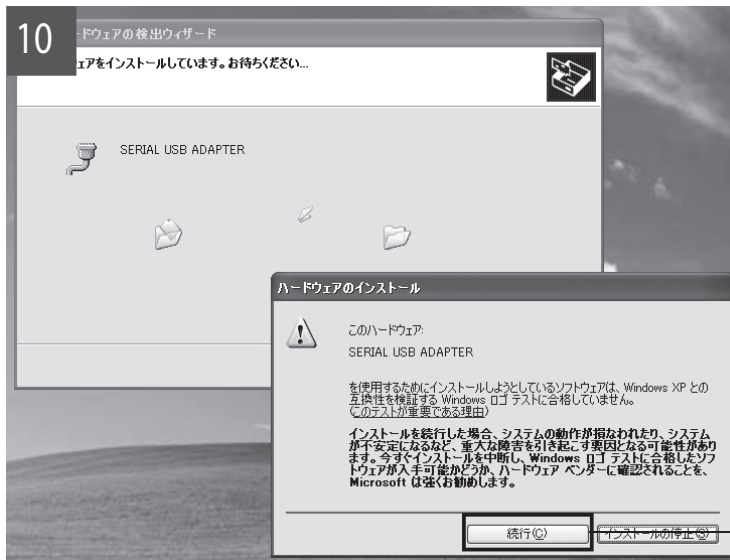 10
ードウェアの検出ウィザード
ェアをインストールしています。お待ちください...
SERIAL USB ADAPTER
ハードウェアのインストール
このハードウェア:
SERIAL USB ADAPTER
を使用するためにインストールしようとしているソフトウェアは、Windows XP との
互換性を検証する Windows ロゴ テストに合格していません。
(このテストが重要である理由)
インストールを続行した場合、システムの動作が損なわれたり、システム
が不安定になるなど、重大な障害を引き起こす要因となる可能性があり
ます。今すぐインストールを中断し、Windows ロゴ テストに合格したソフ
トウェアが入手可能かどうか、ハードウェア ベンダーに確認されることを、
Microsoft は強くお勧めします。
続行(C)
インストールの停止(S)